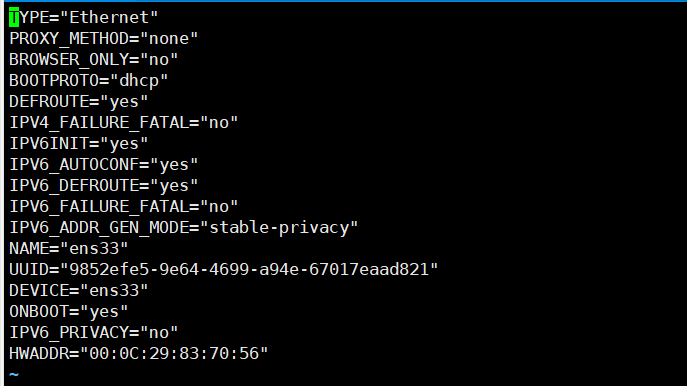 TYPE="Ethernet"
PROXY_METHOD="none"
BROWSER_ONLY="no"
BOOTPROTO="dhcp"
DEFROUTE="yes"
IPV4_FAILURE_FATAL="no"
IPV6INIT="yes"
IPV6_AUTOCONF="yes"
IPV6_DEFROUTE="yes"
IPV6_FAILURE_FATAL="no"
IPV6_ADDR_GEN_MODE="stable-privacy"
NAME="ens33"
UUID="9852efe5-9e64-4699-a94e-67017eaad821"
DEVICE="ens33"
ONBOOT="yes"
IPV6_PRIVACY="no"
HWADDR="00:0C:29:83:70:56"
~